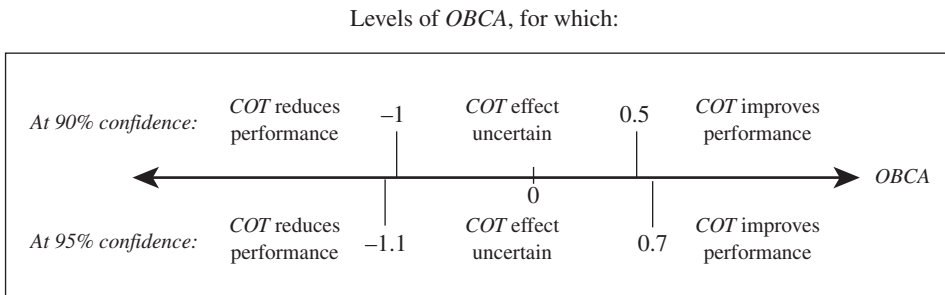 Levels of OBCA, for which:
At 90% confidence:
COT reduces
performance
–1
COT effect
uncertain
0.5
COT improves
performance
OBCA
0
At 95% confidence:
COT reduces
performance
–1.1
COT effect
uncertain
0.7
COT improves
performance